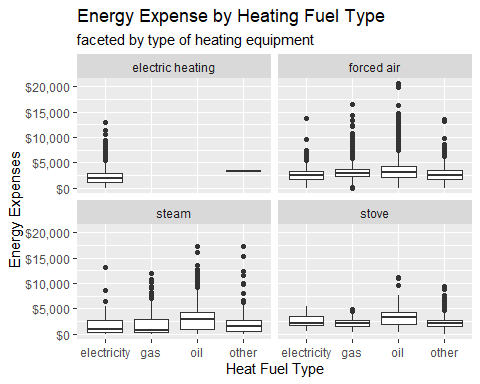 Energy Expense by Heating Fuel Type
faceted by type of heating equipment
electric heating
forced air
$20,000
$15,000
$10,000
$5,000
$0
steam
stove
$20,000
$15,000
$10,000
$5,000
$0
Energy Expenses
electricity gas oil other
electricity gas oil other
Heat Fuel Type